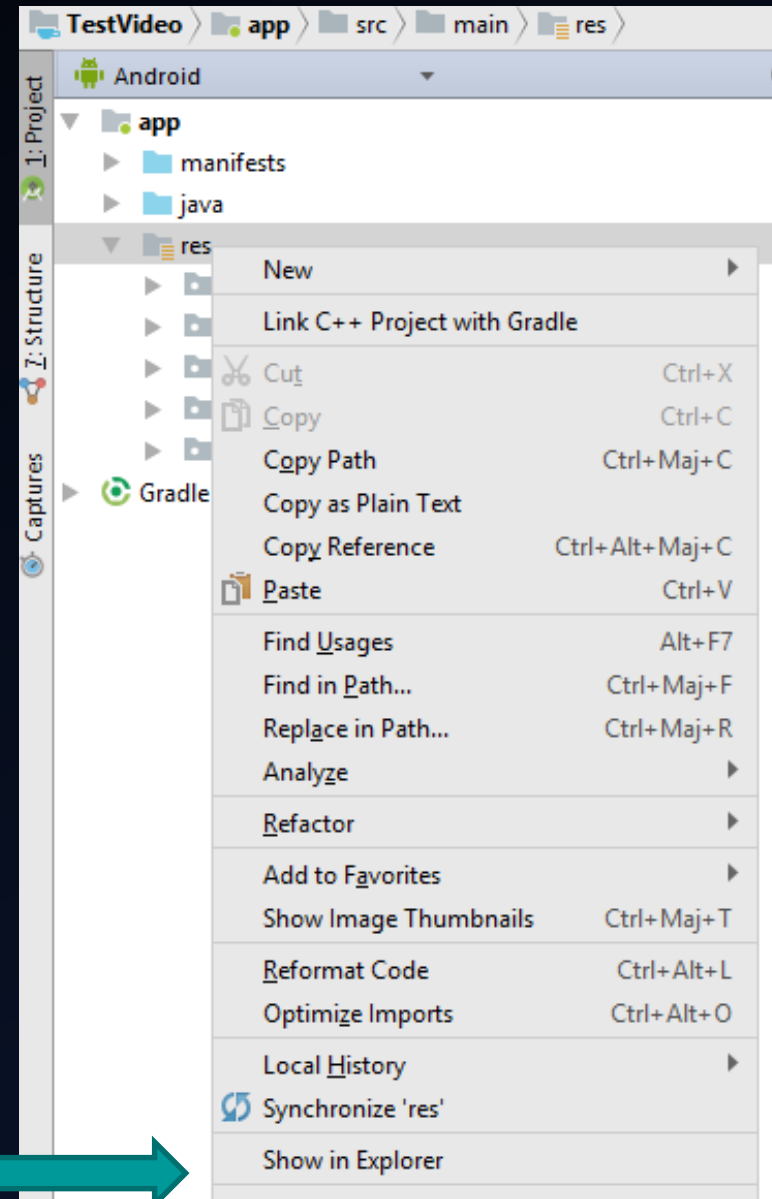 TestVideo app src main res
Android
1: Project
app
manifests
java
res
7: Structure
Captures
Gradle
New
Link C++ Project with Gradle
Cut Ctrl+X
Copy Ctrl+C
Copy Path Ctrl+Maj+C
Copy as Plain Text
Copy Reference Ctrl+Alt+Maj+C
Paste Ctrl+V
Find Usages Alt+F7
Find in Path... Ctrl+Maj+F
Replace in Path... Ctrl+Maj+R
Analyze
Refactor
Add to Favorites
Show Image Thumbnails Ctrl+Maj+T
Reformat Code Ctrl+Alt+L
Optimize Imports Ctrl+Alt+O
Local History
Synchronize 'res'
Show in Explorer